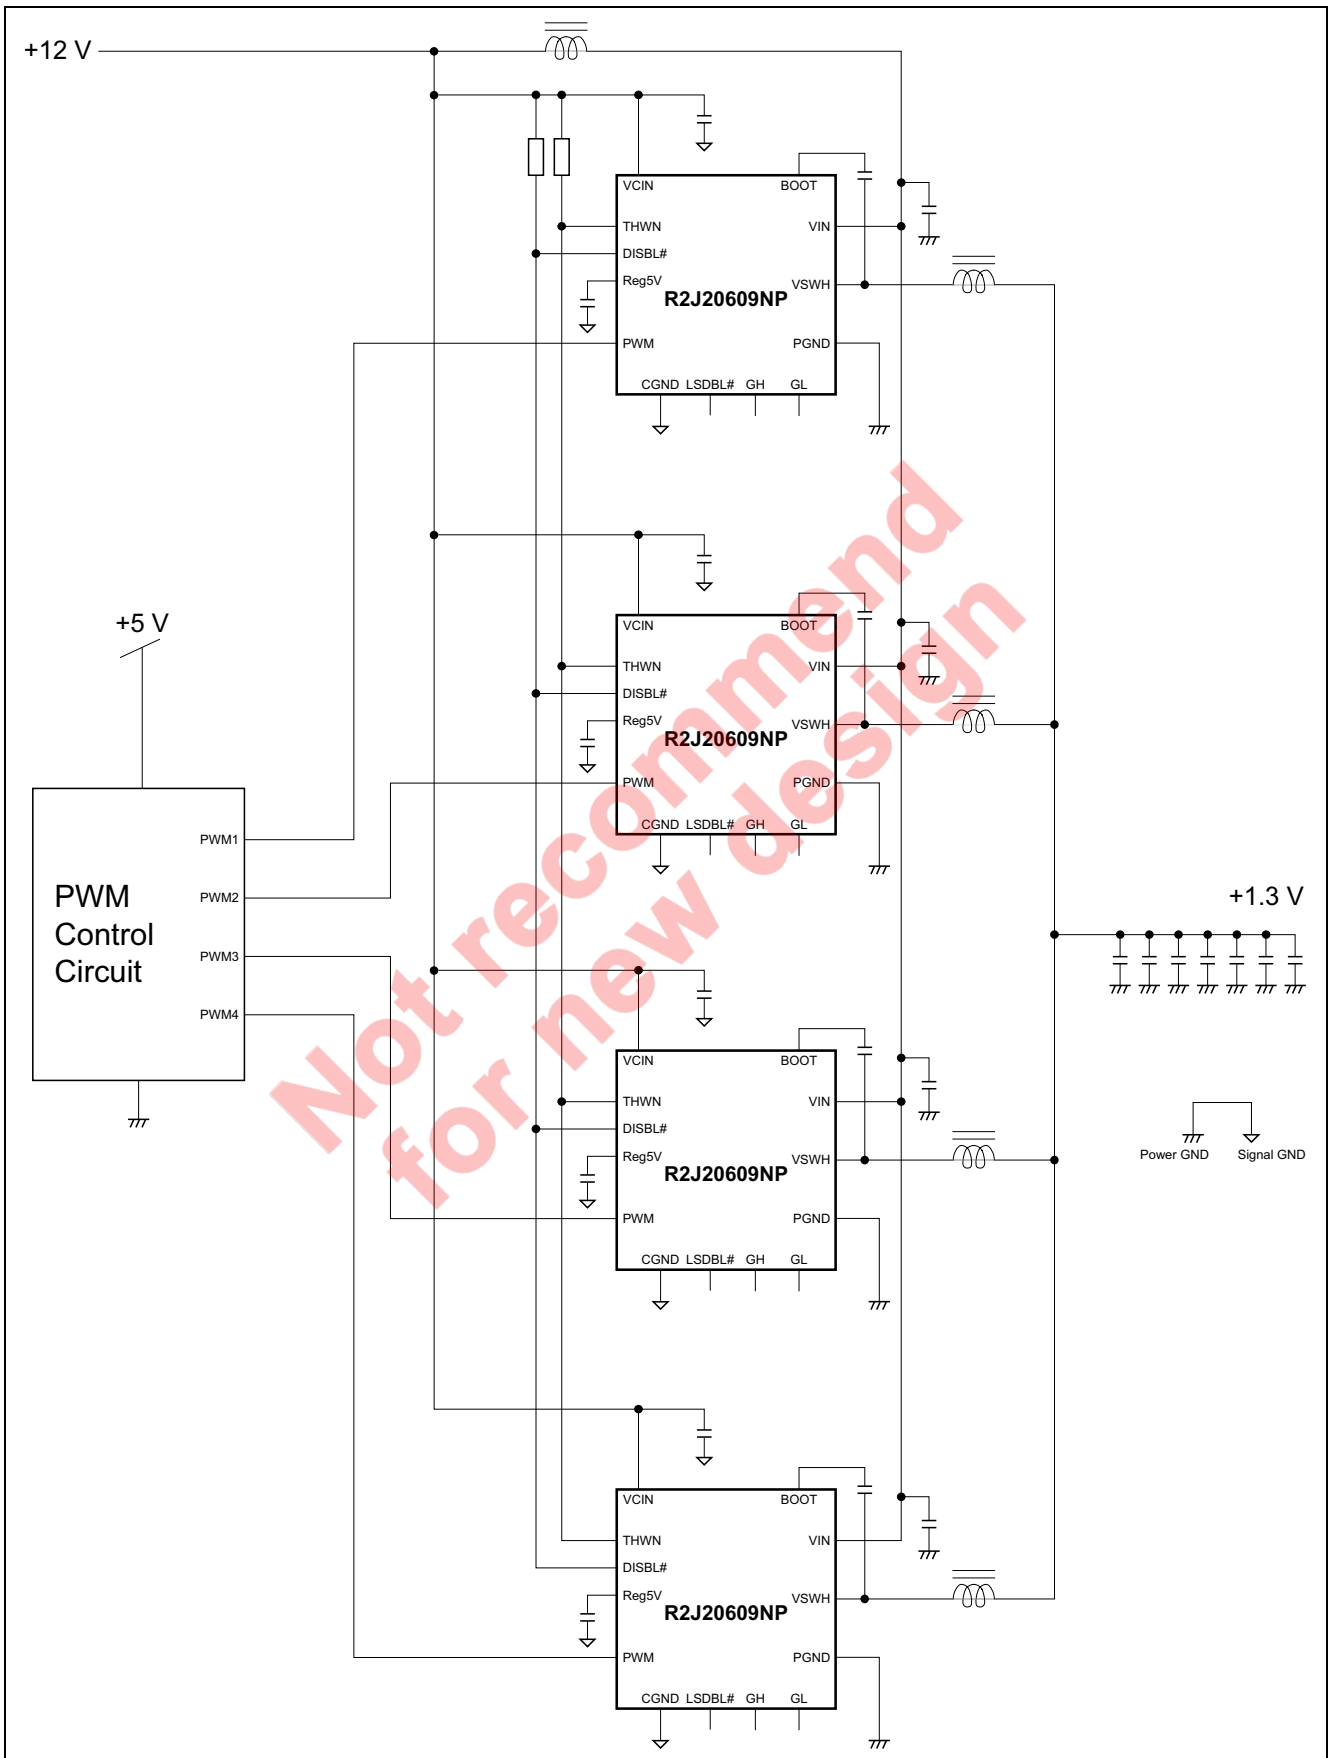 +12 V
VCIN
BOOT
THWN
VIN
DISBL#
Reg5V
VSWH
R2J20609NP
PWM
PGND
CGND LSDBL# GH GL
+5 V
VCIN
BOOT
THWN
VIN
DISBL#
Reg5V
VSWH
R2J20609NP
PWM
PGND
CGND LSDBL# GH GL
PWM
Control
Circuit
PWM1
PWM2
PWM3
PWM4
+1.3 V
VCIN
BOOT
THWN
VIN
DISBL#
Reg5V
VSWH
R2J20609NP
PWM
PGND
CGND LSDBL# GH GL
Power GND
Signal GND
VCIN
BOOT
THWN
VIN
DISBL#
Reg5V
VSWH
R2J20609NP
PWM
PGND
CGND LSDBL# GH GL
Not recommend
for new design